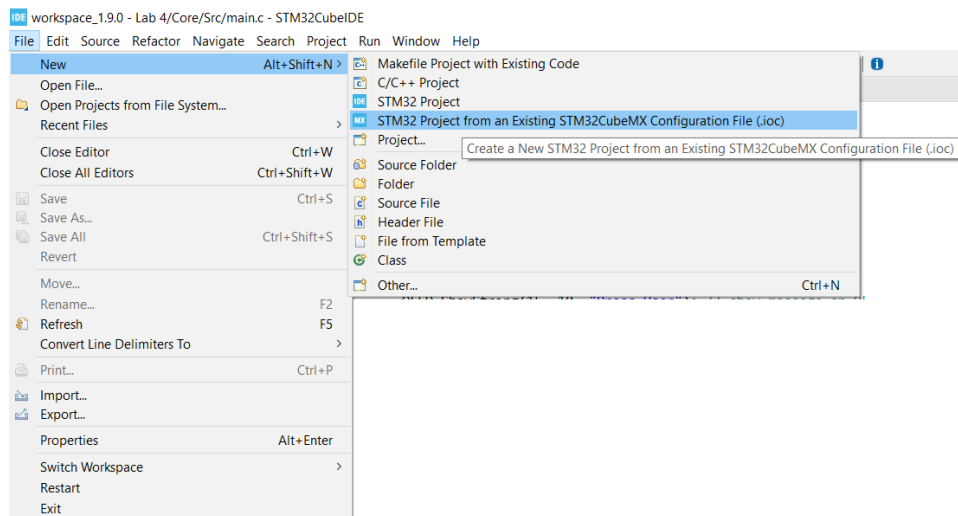 IDE workspace_1.9.0 - Lab 4/Core/Src/main.c - STM32CubeIDE
File Edit Source Refactor Navigate Search Project Run Window Help
New Alt+Shift+N >
Open File...
Open Projects from File System...
Recent Files >
Close Editor Ctrl+W
Close All Editors Ctrl+Shift+W
Save Ctrl+S
Save As...
Save All Ctrl+Shift+S
Revert
Move...
Rename... F2
Refresh F5
Convert Line Delimiters To >
Print... Ctrl+P
Import...
Export...
Properties Alt+Enter
Switch Workspace >
Restart
Exit
Makefile Project with Existing Code
C/C++ Project
IDE STM32 Project
MX STM32 Project from an Existing STM32CubeMX Configuration File (.ioc)
Project...
Create a New STM32 Project from an Existing STM32CubeMX Configuration File (.ioc)
Source Folder
Folder
Source File
Header File
File from Template
Class
Other... Ctrl+N